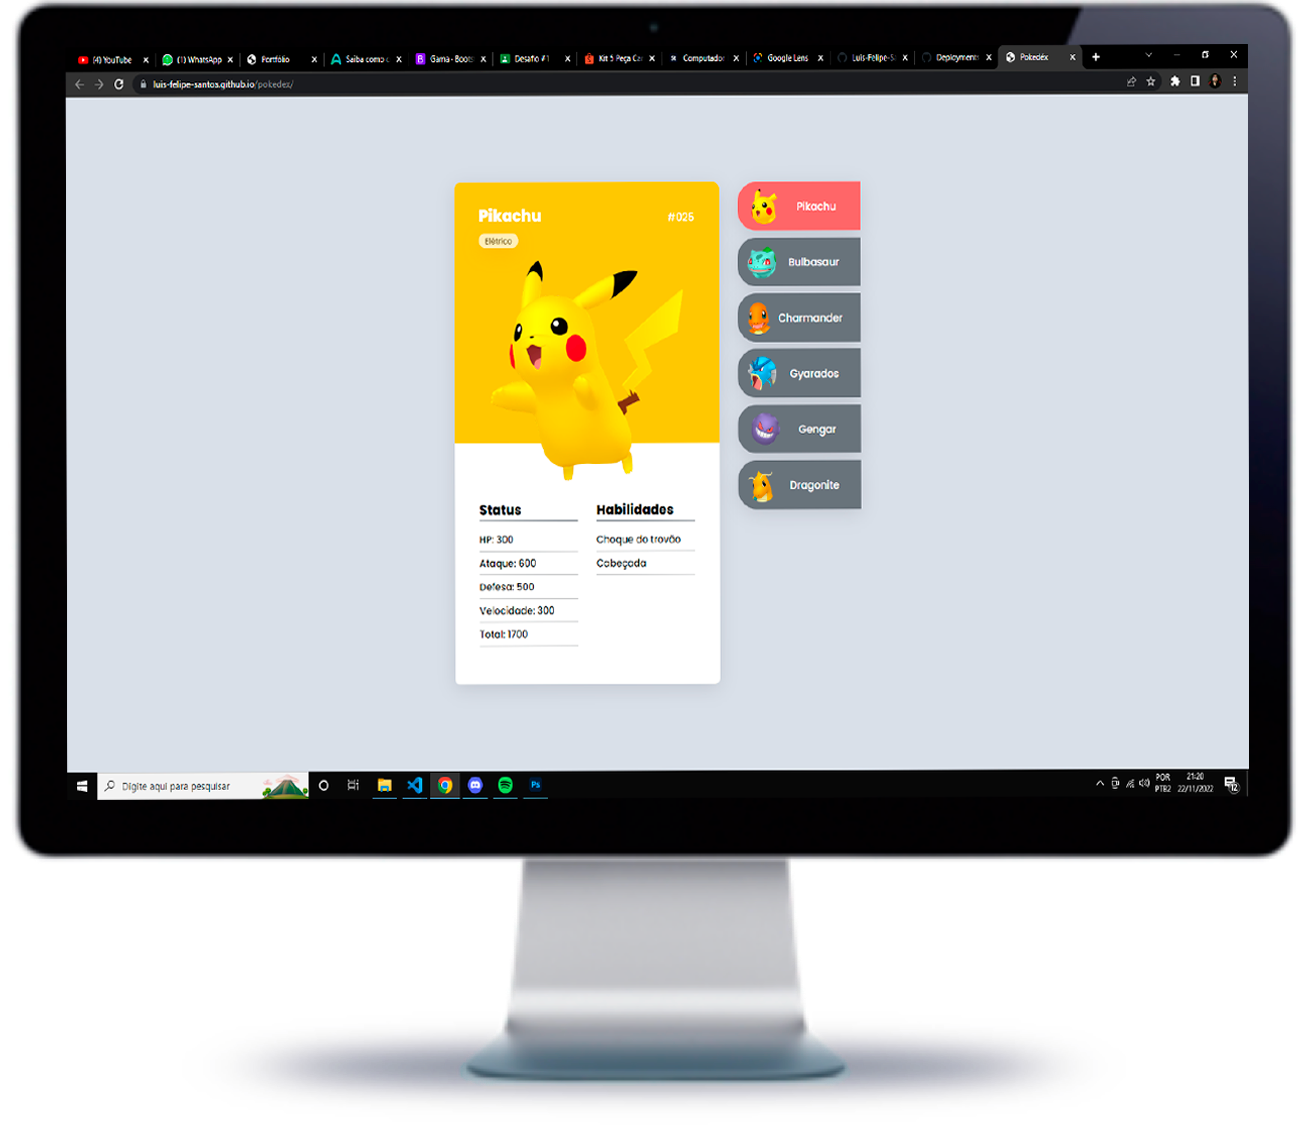 (4) YouTube
(1) WhatsApp
Portfólio
Saiba como c
Gama - Boots
Desafio #1
Kit 5 Peça Car
Computador
Google Lens
Luis-Felipe-S
Deployment
Pokedéx
luis-felipe-santos.github.io/pokedex/
Pikachu
#025
Elétrico
Status
HP: 300
Ataque: 600
Defesa: 500
Velocidade: 300
Total: 1700
Habilidades
Choque do trovão
Cabeçada
Pikachu
Bulbasaur
Charmander
Gyarados
Gengar
Dragonite
Digite aqui para pesquisar
Ps
POR
PTB2
21:20
22/11/2022
12